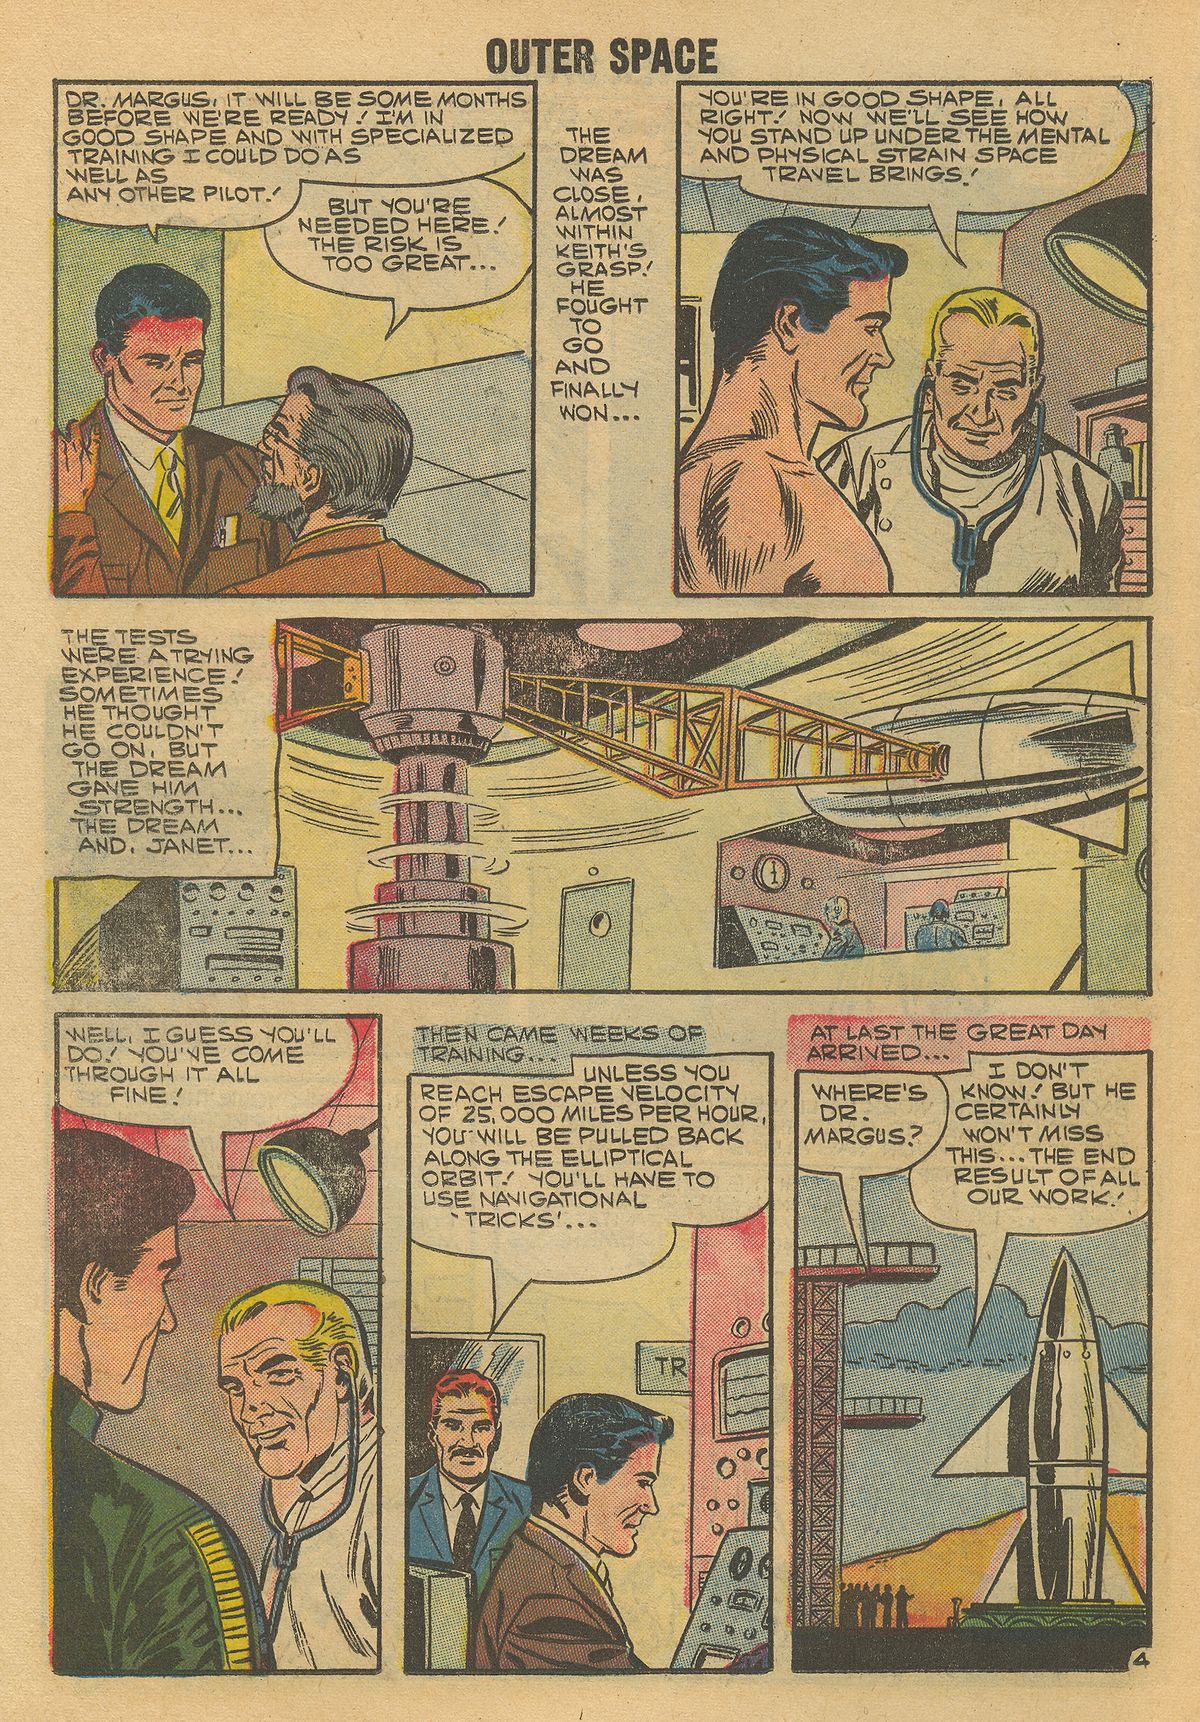 OUTER SPACE
DR. MARGUS, IT WILL BE SOME MONTHS
BEFORE WE'RE READY! I'M IN
GOOD SHAPE AND WITH SPECIALIZED
TRAINING I COULD DO AS
WELL AS
ANY OTHER PILOT!
BUT YOU'RE
NEEDED HERE!
THE RISK IS
TOO GREAT...
THE
DREAM
WAS
CLOSE,
ALMOST
WITHIN
KEITH'S
GRASP!
HE
FOUGHT
TO
GO
AND
FINALLY
WON...
YOU'RE IN GOOD SHAPE, ALL
RIGHT! NOW WE'LL SEE HOW
YOU STAND UP UNDER THE MENTAL
AND PHYSICAL STRAIN SPACE
TRAVEL BRINGS!
THE TESTS
WERE A TRYING
EXPERIENCE!
SOMETIMES
HE THOUGHT
HE COULDN'T
GO ON, BUT
THE DREAM
GAVE HIM
STRENGTH...
THE DREAM
AND, JANET...
WELL, I GUESS YOU'LL
DO! YOU'VE COME
THROUGH IT ALL
FINE!
THEN CAME WEEKS OF
TRAINING...
UNLESS YOU
REACH ESCAPE VELOCITY
OF 25,000 MILES PER HOUR,
YOU WILL BE PULLED BACK
ALONG THE ELLIPTICAL
ORBIT! YOU'LL HAVE TO
USE NAVIGATIONAL
'TRICKS'...
TR
AT LAST THE GREAT DAY
ARRIVED...
WHERE'S
DR.
MARGUS?
I DON'T
KNOW! BUT HE
CERTAINLY
WON'T MISS
THIS... THE END
RESULT OF ALL
OUR WORK!
4